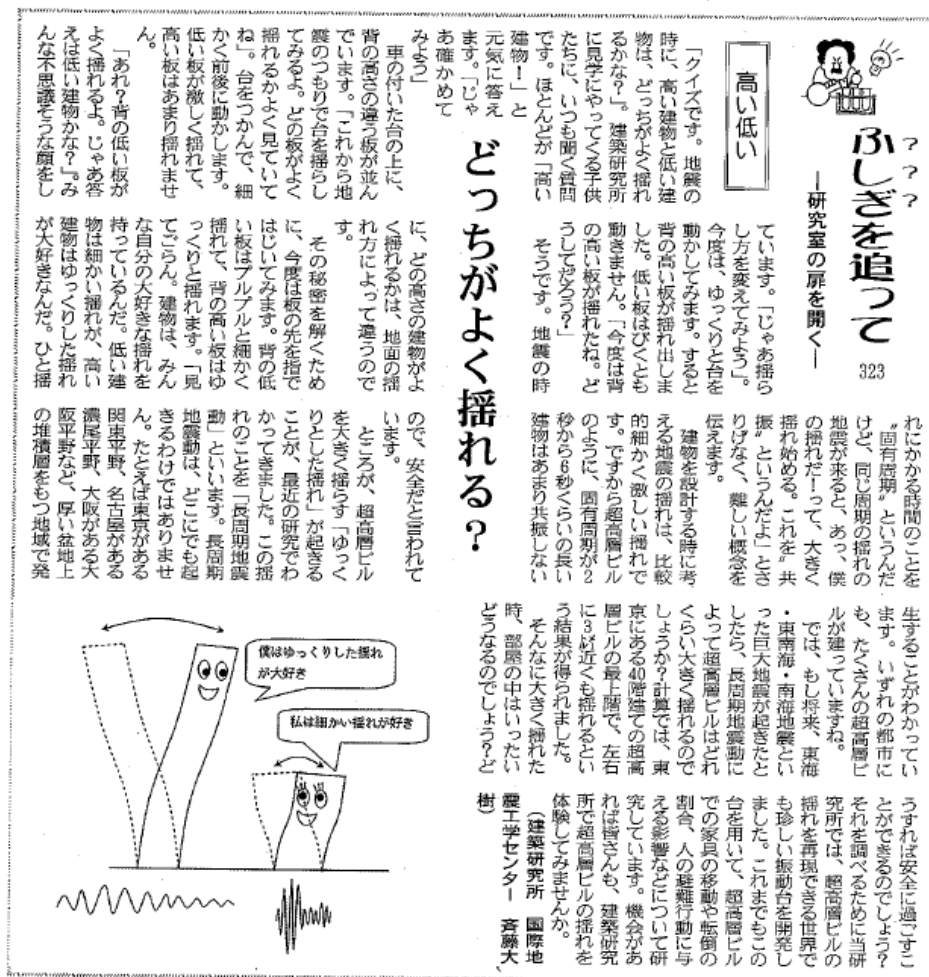 ? ? ?
ふしぎを追って
―研究室の扉を開く―
323
高い低い
どっちがよく揺れる?
「クイズです。地震の
時に、高い建物と低い建
物は、どっちがよく揺れ
るかな?」。建築研究所
に見学にやってくる子供
たちに、いつも聞く質問
です。ほとんどが「高い
建物!」と
元気に答え
ます。「じゃ
あ確かめて
みよう」
車の付いた台の上に、
背の高さの違う板が並ん
でいます。「これから地
震のつもりで台を揺らし
てみるよ。どの板がよく
揺れるかよく見ていて
ね」。台をつかんで、細
かく前後に動かします。
低い板が激しく揺れて、
高い板はあまり揺れませ
ん。
「あれ?背の低い板が
よく揺れるよ。じゃあ答
えは低い建物かな?」。み
んな不思議そうな顔をし
ています。「じゃあ揺ら
し方を変えてみよう」。
今度は、ゆっくりと台を
動かしてみます。すると
背の高い板が揺れ出しま
した。低い板はびくとも
動きません。「今度は背
の高い板が揺れたね。ど
うしてだろう?」
そうです。地震の時
に、どの高さの建物がよ
く揺れるかは、地面の揺
れ方によって違うので
す。
その秘密を解くため
に、今度は板の先を指で
はじいてみます。背の低
い板はプルプルと細かく
揺れて、背の高い板はゆ
っくりと揺れます。「見
てごらん。建物は、みん
な自分の大好きな揺れを
持っているんだ。低い建
物は細かい揺れが、高い
建物はゆっくりした揺れ
が大好きなんだ。ひと揺
れにかかる時間のことを
〝固有周期〟というんだ
けど、同じ周期の揺れの
地震が来ると、あっ、僕
の揺れだ!って、大きく
揺れ始める。これを〝共
振〟というんだよ」とさ
りげなく、難しい概念を
伝えます。
建物を設計する時に考
える地震の揺れは、比較
的細かく激しい揺れで
す。ですから超高層ビル
のように、固有周期が2
秒から6秒くらいの長い
建物はあまり共振しない
ので、安全だと言われて
います。
ところが、超高層ビル
を大きく揺らす「ゆっく
りとした揺れ」が起きる
ことが、最近の研究でわ
かってきました。この揺
れのことを「長周期地震
動」といいます。長周期
地震動は、どこにでも起
きるわけではありませ
ん。たとえば東京がある
関東平野、名古屋がある
濃尾平野、大阪がある大
阪平野など、厚い盆地上
の堆積層をもつ地域で発
生することがわかってい
ます。いずれの都市に
も、たくさんの超高層ビ
ルが建っていますね。
では、もし将来、東海
・東南海・南海地震とい
った巨大地震が起きたと
したら、長周期地震動に
よって超高層ビルはどれ
くらい大きく揺れるので
しょうか?計算では、東
京にある40階建ての超高
層ビルの最上階で、左右
に3㍍近くも揺れるとい
う結果が得られました。
そんなに大きく揺れた
時、部屋の中はいったい
どうなるのでしょう?ど
うすれば安全に過ごすこ
とができるのでしょう?
それを調べるために当研
究所では、超高層ビルの
揺れを再現できる世界で
も珍しい振動台を開発し
ました。これまでもこの
台を用いて、超高層ビル
での家具の移動や転倒の
割合、人の避難行動に与
える影響などについて研
究しています。機会があ
れば皆さんも、建築研究
所で超高層ビルの揺れを
体験してみませんか。
(建築研究所 国際地
震工学センター 斉藤大
樹)
僕はゆっくりした揺れ
が大好き
私は細かい揺れが好き